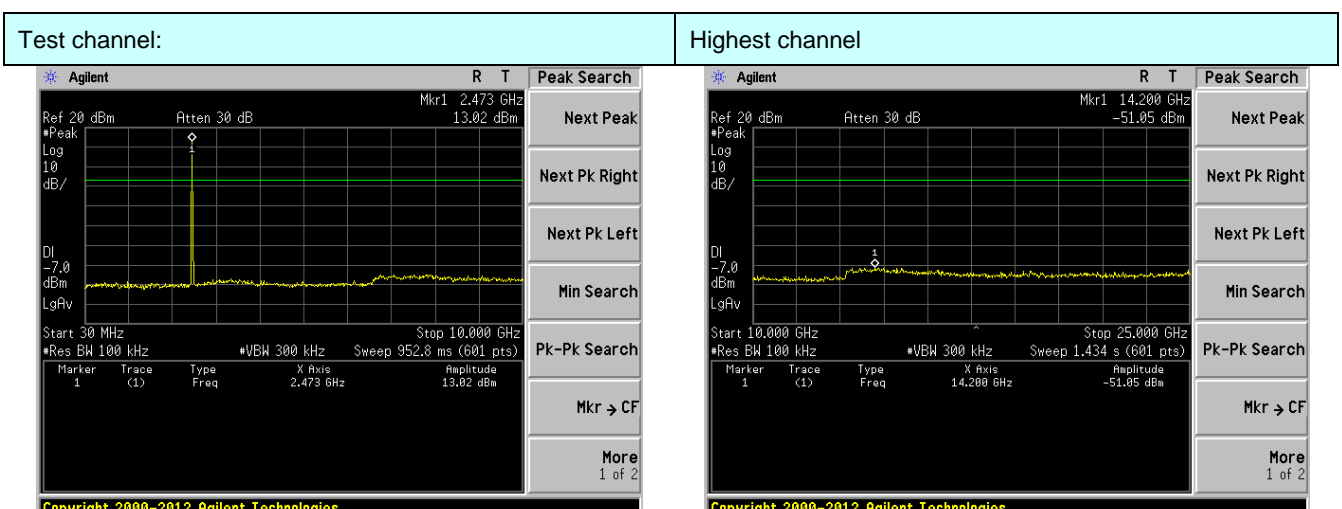 Test channel: Highest channel
Agilent R T Peak Search
Mkr1 2.473 GHz
Ref 20 dBm Atten 30 dB 13.02 dBm
#Peak
Log
10
dB/
1
DI
-7.0
dBm
LgAv
Start 30 MHz Stop 10.000 GHz
#Res BW 100 kHz #VBW 300 kHz Sweep 952.8 ms (601 pts)
Marker Trace Type X Axis Amplitude
1 (1) Freq 2.473 GHz 13.02 dBm
Next Peak
Next Pk Right
Next Pk Left
Min Search
Pk-Pk Search
Mkr → CF
More
1 of 2
Copyright 2000-2012 Agilent Technologies
Agilent R T Peak Search
Mkr1 14.200 GHz
Ref 20 dBm Atten 30 dB -51.05 dBm
#Peak
Log
10
dB/
1
DI
-7.0
dBm
LgAv
Start 10.000 GHz Stop 25.000 GHz
#Res BW 100 kHz #VBW 300 kHz Sweep 1.434 s (601 pts)
Marker Trace Type X Axis Amplitude
1 (1) Freq 14.200 GHz -51.05 dBm
Next Peak
Next Pk Right
Next Pk Left
Min Search
Pk-Pk Search
Mkr → CF
More
1 of 2
Copyright 2000-2012 Agilent Technologies